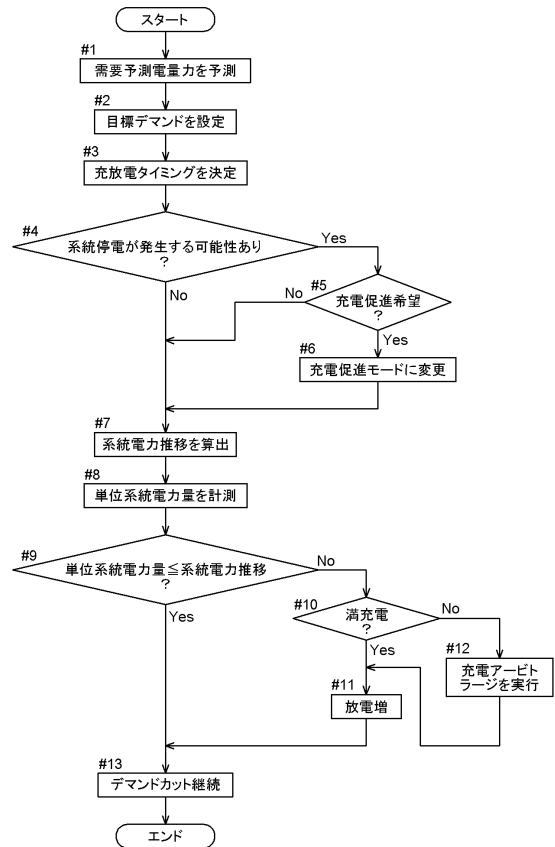 スタート
#1
需要予測電量力を予測
#2
目標デマンドを設定
#3
充放電タイミングを決定
#4
系統停電が発生する可能性あり
?
Yes
No
#5
充電促進希望
?
No
Yes
#6
充電促進モードに変更
#7
系統電力推移を算出
#8
単位系統電力量を計測
#9
単位系統電力量≦系統電力推移
?
No
Yes
#10
満充電
?
No
Yes
#12
充電アービト
ラージを実行
#11
放電増
#13
デマンドカット継続
エンド